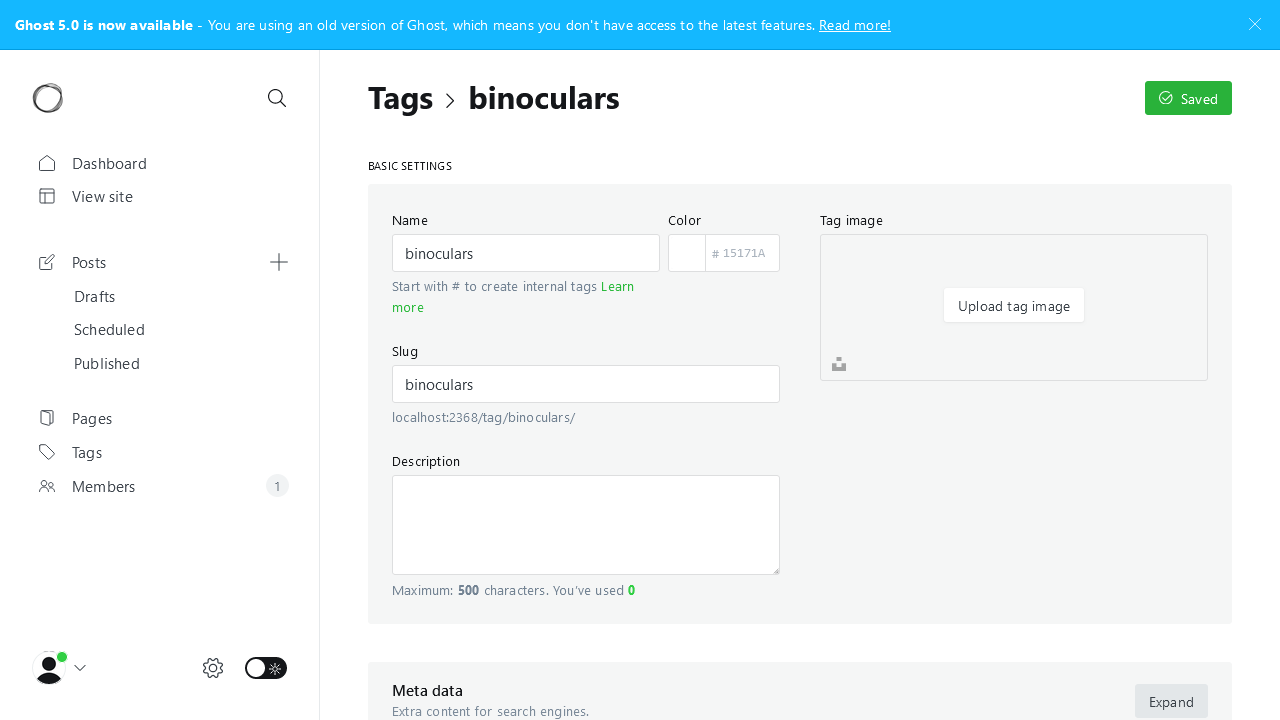 Ghost 5.0 is now available - You are using an old version of Ghost, which means you don't have access to the latest features. Read more!
Tags > binoculars
Saved
Dashboard
View site
Posts
Drafts
Scheduled
Published
Pages
Tags
Members
1
BASIC SETTINGS
Name
binoculars
Start with # to create internal tags Learn
more
Color
# 15171A
Slug
binoculars
localhost:2368/tag/binoculars/
Description
Maximum: 500 characters. You've used 0
Tag image
Upload tag image
Meta data
Extra content for search engines.
Expand